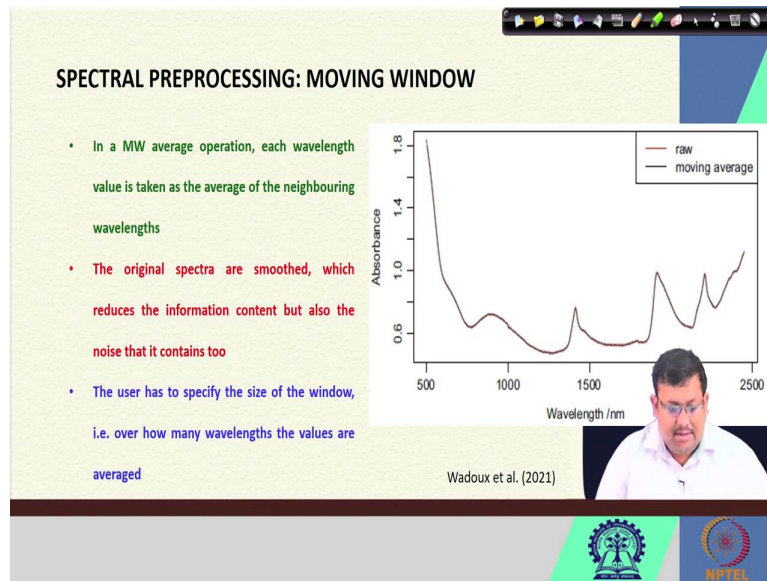 SPECTRAL PREPROCESSING: MOVING WINDOW
• In a MW average operation, each wavelength
value is taken as the average of the neighbouring
wavelengths
• The original spectra are smoothed, which
reduces the information content but also the
noise that it contains too
• The user has to specify the size of the window,
i.e. over how many wavelengths the values are
averaged
raw
moving average
Absorbance
1.8
1.4
1.0
0.6
500
1000
1500
2500
Wavelength /nm
Wadoux et al. (2021)
NPTEL